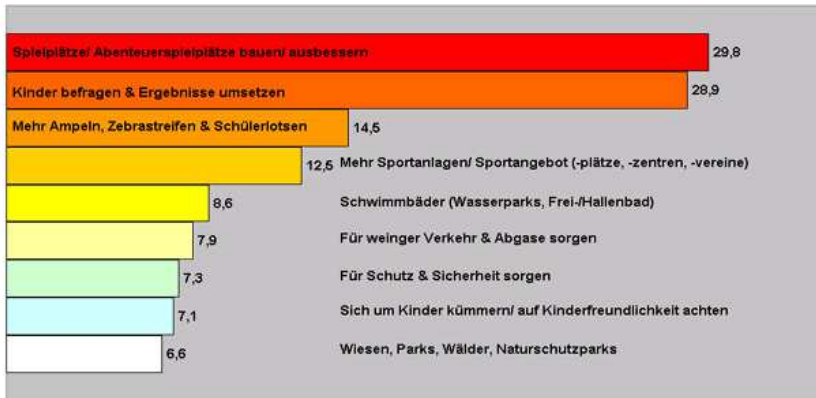 Spielplätze/ Abenteuerspielplätze bauen/ ausbessern 29,8
Kinder befragen & Ergebnisse umsetzen 28,9
Mehr Ampeln, Zebrastreifen & Schülerlotsen 14,5
12,5 Mehr Sportanlagen/ Sportangebot (-plätze, -zentren, -vereine)
8,6 Schwimmbäder (Wasserparks, Frei-/Hallenbad)
7,9 Für weinger Verkehr & Abgase sorgen
7,3 Für Schutz & Sicherheit sorgen
7,1 Sich um Kinder kümmern/ auf Kinderfreundlichkeit achten
6,6 Wiesen, Parks, Wälder, Naturschutzparks